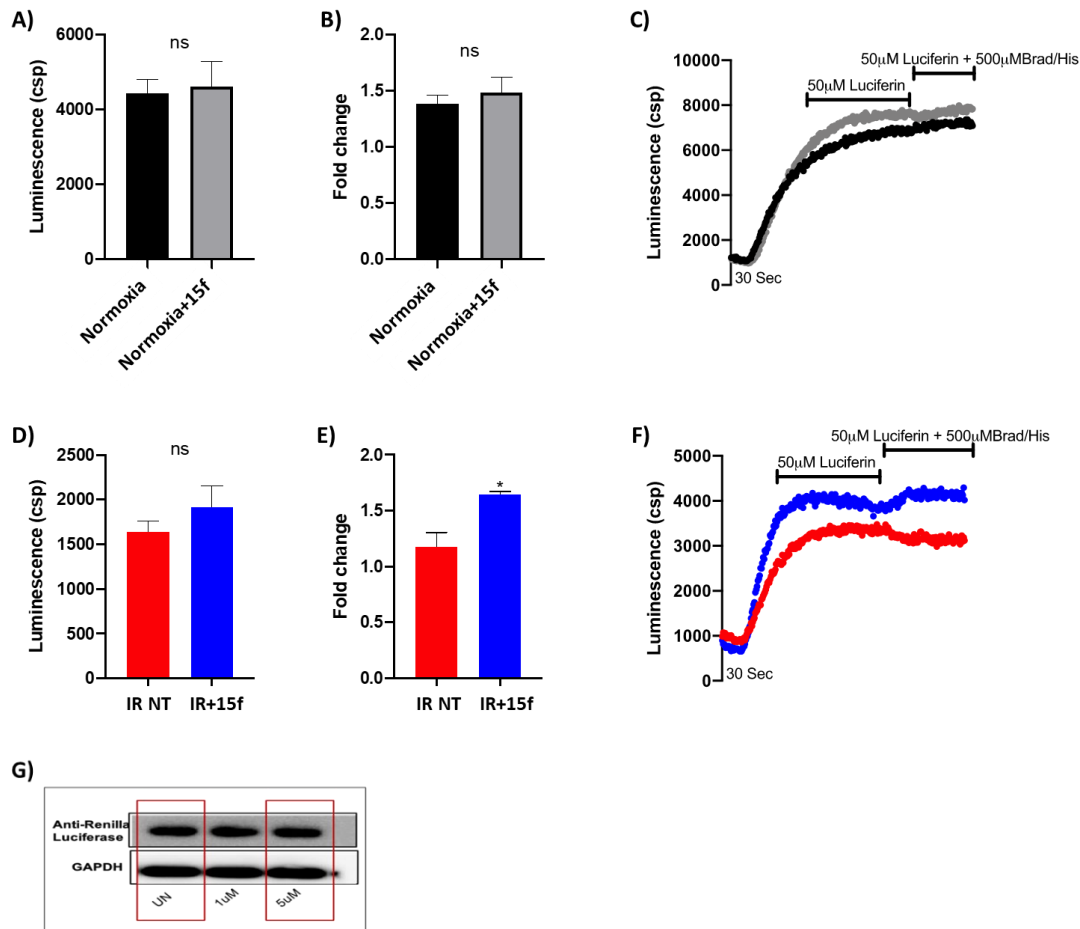 A)
Luminescence (csp)
6000
4000
2000
0
ns
Normoxia
Normoxia+15f
B)
Fold change
2.0
1.5
1.0
0.5
0.0
ns
Normoxia
Normoxia+15f
C)
50µM Luciferin + 500µMBrad/His
50µM Luciferin
Luminescence (csp)
10000
8000
6000
4000
2000
0
30 Sec
D)
Luminescence (csp)
2500
2000
1500
1000
500
0
ns
IR NT
IR+15f
E)
Fold change
2.0
1.5
1.0
0.5
0.0
*
IR NT
IR+15f
F)
50µM Luciferin + 500µMBrad/His
50µM Luciferin
Luminescence (csp)
5000
4000
3000
2000
1000
0
30 Sec
G)
Anti-Renilla
Luciferase
GAPDH
UN
1uM
5uM